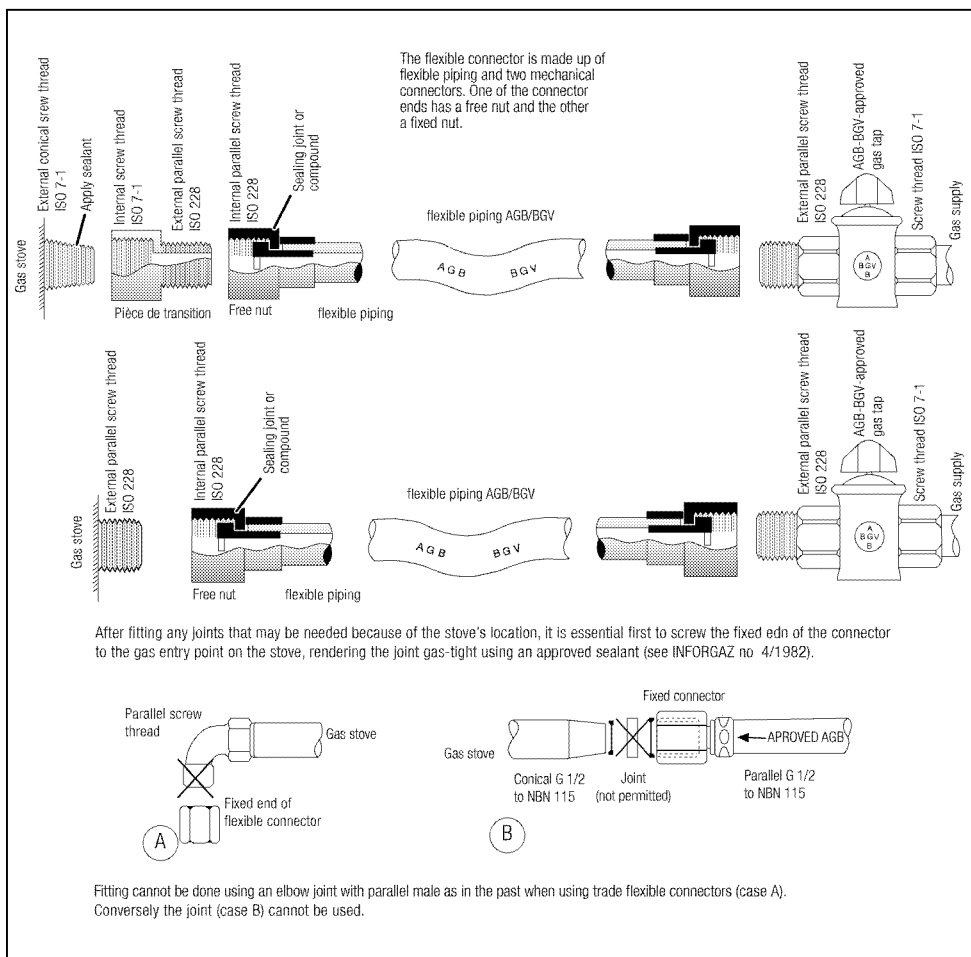 The flexible connector is made up of
flexible piping and two mechanical
connectors. One of the connector
ends has a free nut and the other
a fixed nut.
Gas stove
External conical srew thread
ISO 7-1
Apply sealant
Internal screw thread
ISO 7-1
External parallel screw thread
ISO 228
Internal parallel screw thread
ISO 228
Sealing joint or
compound
flexible piping AGB/BGV
AGB BGV
External parallel screw thread
ISO 228
AGB-BGV-approved
gas tap
Screw thread ISO 7-1
Gas supply
A
BGV
B
Pièce de transition
Free nut
flexible piping
Gas stove
External parallel screw thread
ISO 228
Internal parallel screw thread
ISO 228
Sealing joint or
compound
flexible piping AGB/BGV
AGB BGV
External parallel screw thread
ISO 228
AGB-BGV-approved
gas tap
Screw thread ISO 7-1
Gas supply
A
BGV
B
Free nut
flexible piping
After fitting any joints that may be needed because of the stove's location, it is essential first to screw the fixed edn of the connector
to the gas entry point on the stove, rendering the joint gas-tight using an approved sealant (see INFORGAZ no 4/1982).
Parallel screw
thread
Gas stove
Fixed end of
flexible connector
A
Fixed connector
Gas stove
APROVED AGB
Conical G 1/2
to NBN 115
Joint
(not permitted)
Parallel G 1/2
to NBN 115
B
Fitting cannot be done using an elbow joint with parallel male as in the past when using trade flexible connectors (case A).
Conversely the joint (case B) cannot be used.